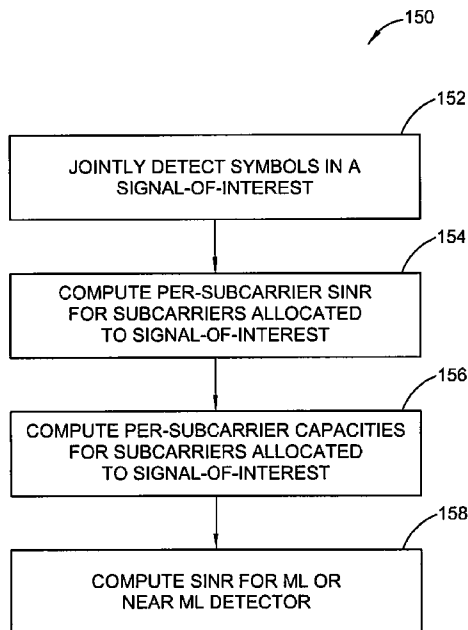 150
152
JOINTLY DETECT SYMBOLS IN A
SIGNAL-OF-INTEREST
154
COMPUTE PER-SUBCARRIER SINR
FOR SUBCARRIERS ALLOCATED
TO SIGNAL-OF-INTEREST
156
COMPUTE PER-SUBCARRIER CAPACITIES
FOR SUBCARRIERS ALLOCATED
TO SIGNAL-OF-INTEREST
158
COMPUTE SINR FOR ML OR
NEAR ML DETECTOR